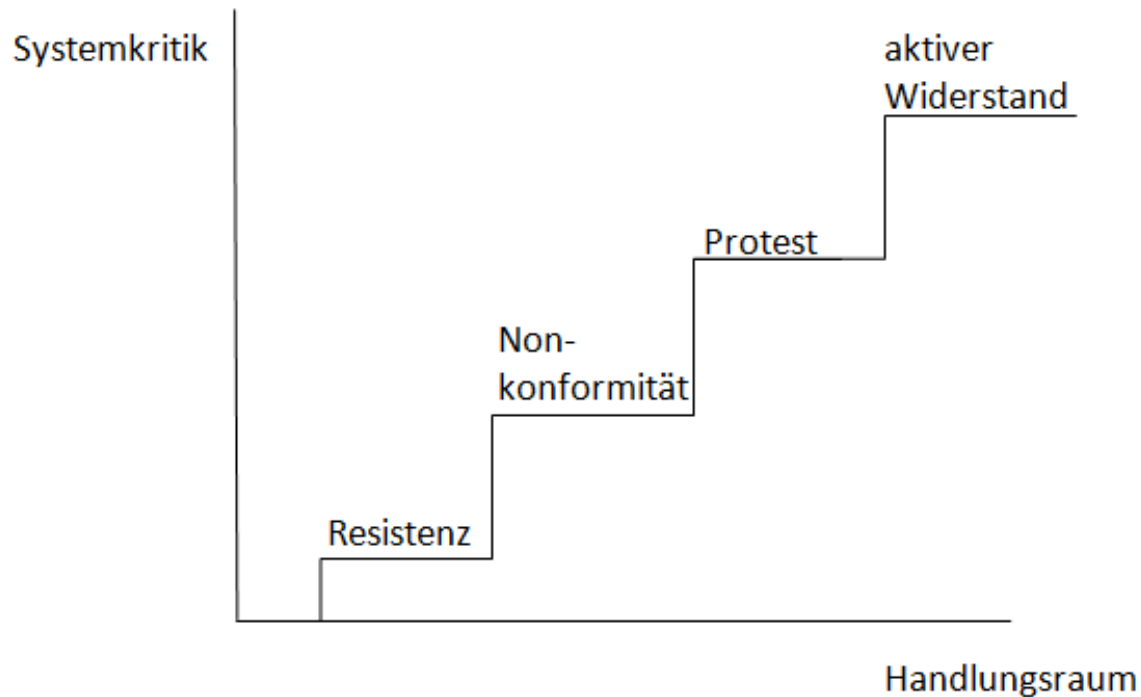 Systemkritik
aktiver
Widerstand
Protest
Non-
konformität
Resistenz
Handlungsraum